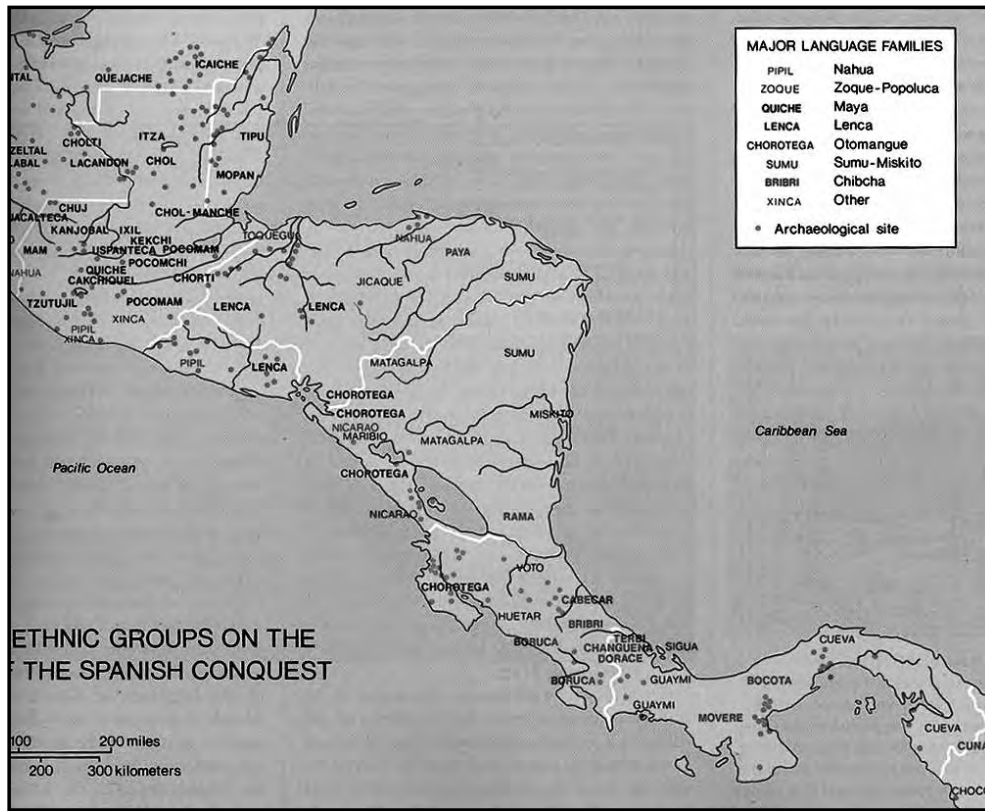 MAJOR LANGUAGE FAMILIES
PIPIL Nahua
ZOQUE Zoque-Popoluca
QUICHE Maya
LENCA Lenca
CHOROTEGA Otomangue
SUMU Sumu-Miskito
BRIBRI Chibcha
XINCA Other
Archaeological site
ICAICHE
NTAL
QUEJACHE
ITZA
TIPU
CHOLTI
ZELTAL
LABAL
LACANDON
CHOL
MOPAN
CHUJ
CHOL-MANCHE
JACALTECA
KANJOBAL
IXIL
KEKCHI
TOQUEGUA
NAHUA
PAYA
MAM
USPANTECA
POCOMAM
POCOMCHI
NAHUA
QUICHE
CHORTI
JICAQUE
SUMU
CAKCHIQUEL
TZUTUJIL
POCOMAM
LENCA
LENCA
XINCA
PIPIL
XINCA
SUMU
PIPIL
LENCA
MATAGALPA
CHOROTEGA
CHOROTEGA
MISKITO
NICARAO
MARIBIO
MATAGALPA
Caribbean Sea
Pacific Ocean
CHOROTEGA
NICARAO
RAMA
VOTO
CHOROTEGA
CABECAR
HUETAR
BRIBRI
ETHNIC GROUPS ON THE
F THE SPANISH CONQUEST
BORUCA
TERBI
CHANGUENA
SIGUA
DORACE
CUEVA
BORUCA
GUAYMI
BOCOTA
GUAYMI
MOVERE
CUEVA
CUNA
CHOCO
100 200 miles
200 300 kilometers